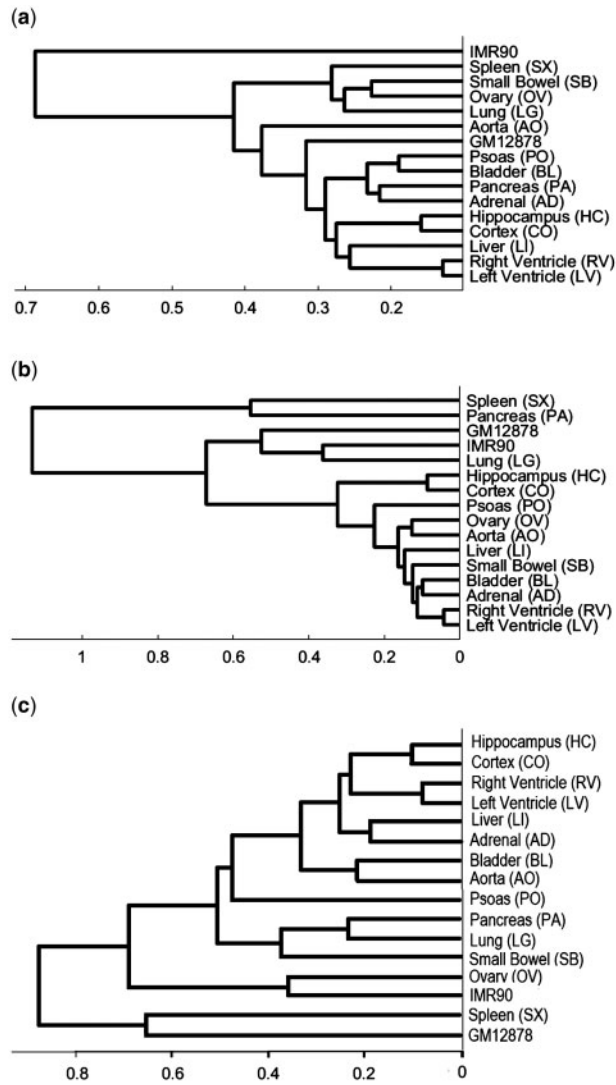 (a)
IMR90
Spleen (SX)
Small Bowel (SB)
Ovary (OV)
Lung (LG)
Aorta (AO)
GM12878
Psoas (PO)
Bladder (BL)
Pancreas (PA)
Adrenal (AD)
Hippocampus (HC)
Cortex (CO)
Liver (LI)
Right Ventricle (RV)
Left Ventricle (LV)
0.7 0.6 0.5 0.4 0.3 0.2
(b)
Spleen (SX)
Pancreas (PA)
GM12878
IMR90
Lung (LG)
Hippocampus (HC)
Cortex (CO)
Psoas (PO)
Ovary (OV)
Aorta (AO)
Liver (LI)
Small Bowel (SB)
Bladder (BL)
Adrenal (AD)
Right Ventricle (RV)
Left Ventricle (LV)
1 0.8 0.6 0.4 0.2 0
(c)
Hippocampus (HC)
Cortex (CO)
Right Ventricle (RV)
Left Ventricle (LV)
Liver (LI)
Adrenal (AD)
Bladder (BL)
Aorta (AO)
Psoas (PO)
Pancreas (PA)
Lung (LG)
Small Bowel (SB)
Ovary (OV)
IMR90
Spleen (SX)
GM12878
0.8 0.6 0.4 0.2 0